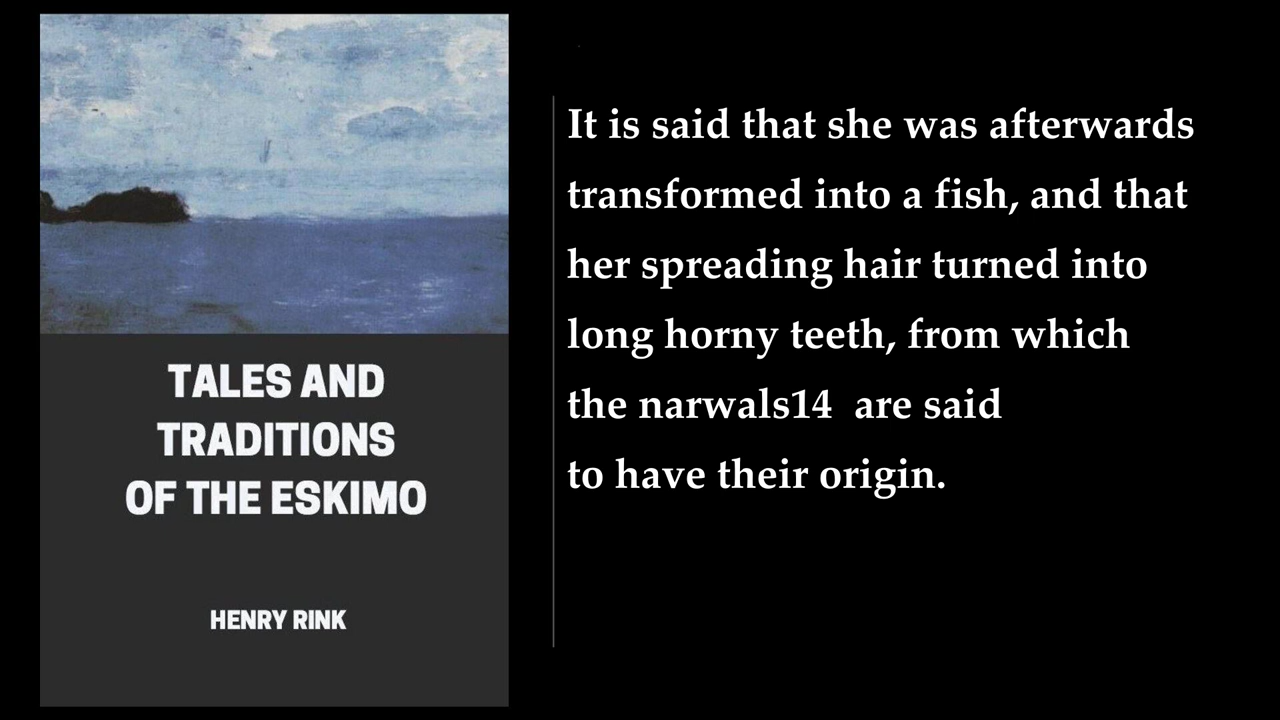 TALES AND
TRADITIONS
OF THE ESKIMO
HENRY RINK
It is said that she was afterwards
transformed into a fish, and that
her spreading hair turned into
long horny teeth, from which
the narwals14  are said
to have their origin.